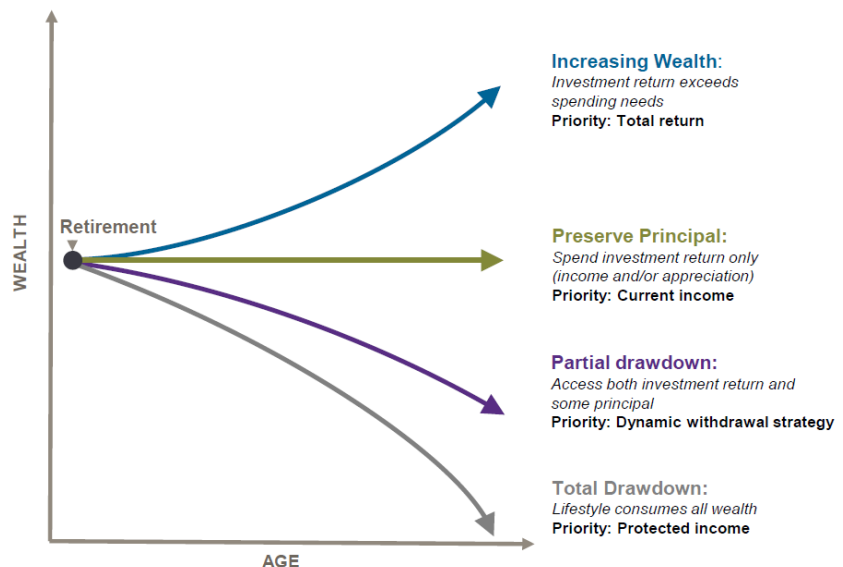 Increasing Wealth:
Investment return exceeds
spending needs
Priority: Total return
Retirement
WEALTH
Preserve Principal:
Spend investment return only
(income and/or appreciation)
Priority: Current income
Partial drawdown:
Access both investment return and
some principal
Priority: Dynamic withdrawal strategy
Total Drawdown:
Lifestyle consumes all wealth
Priority: Protected income
AGE